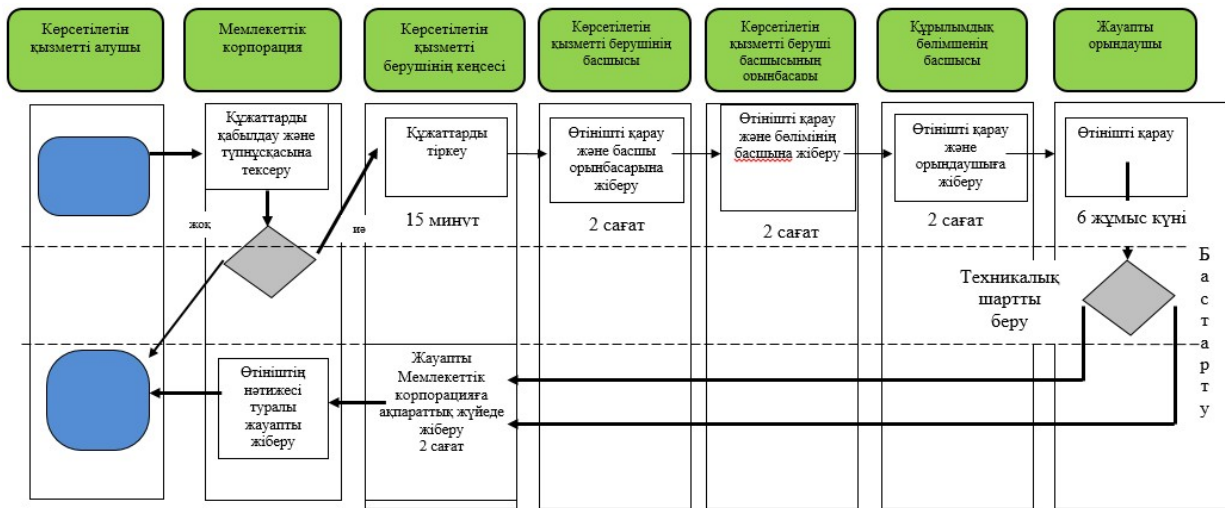 Көрсетілетін
қызметті алушы
Мемлекеттік
корпорация
Көрсетілетін
қызметті
берушінің кеңсесі
Көрсетілетін
қызметті берушінің
басшысы
Көрсетілетін
қызметті беруші
басшысының
орынбасары
Құрылымдық
бөлімшенің
басшысы
Жауапты
орындаушы
Құжаттарды
қабылдау және
түпнұсқасына
тексеру
Құжаттарды
тіркеу
Өтінішті қарау
және басшы
орынбасарына
жіберу
Өтінішті қарау
және бөлімінің
басшына жіберу
Өтінішті қарау
және
орындаушыға
жіберу
Өтінішті қарау
15 минут
2 сағат
2 сағат
2 сағат
6 жұмыс күні
жоқ
иә
Техникалық
шартты
беру
Бастарту
Өтініштің
нәтижесі
туралы
жауапты
жіберу
Жауапты
Мемлекеттік
корпорацияға
ақпараттық жүйеде
жіберу
2 сағат